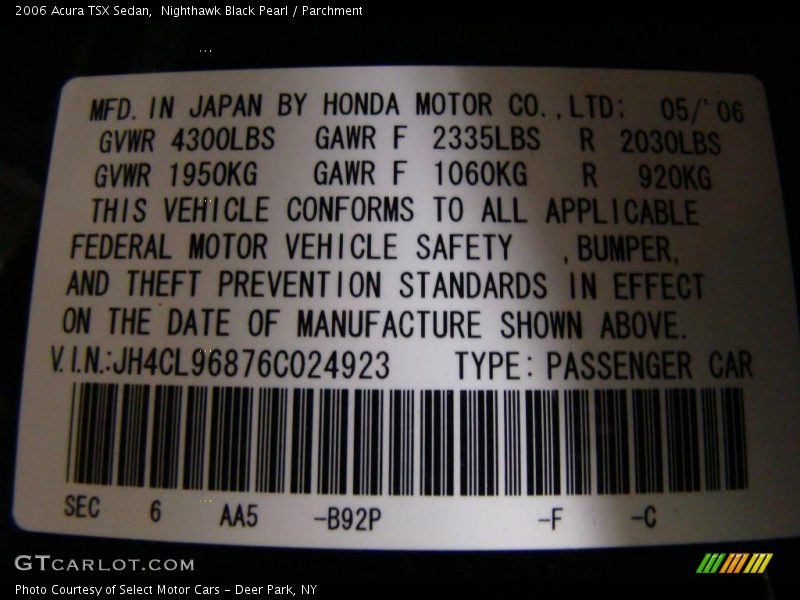 2006 Acura TSX Sedan,  Nighthawk Black Pearl / Parchment
MFD. IN JAPAN BY HONDA MOTOR CO.,LTD; 05/'06
GVWR 4300LBS GAWR F 2335LBS R 2030LBS
GVWR 1950KG GAWR F 1060KG R 920KG
THIS VEHICLE CONFORMS TO ALL APPLICABLE
FEDERAL MOTOR VEHICLE SAFETY ,BUMPER,
AND THEFT PREVENTION STANDARDS IN EFFECT
ON THE DATE OF MANUFACTURE SHOWN ABOVE.
V.I.N.:JH4CL96876C024923 TYPE: PASSENGER CAR
SEC 6 AA5 -B92P -F -C
GTCARLOT.COM
Photo Courtesy of Select Motor Cars - Deer Park, NY